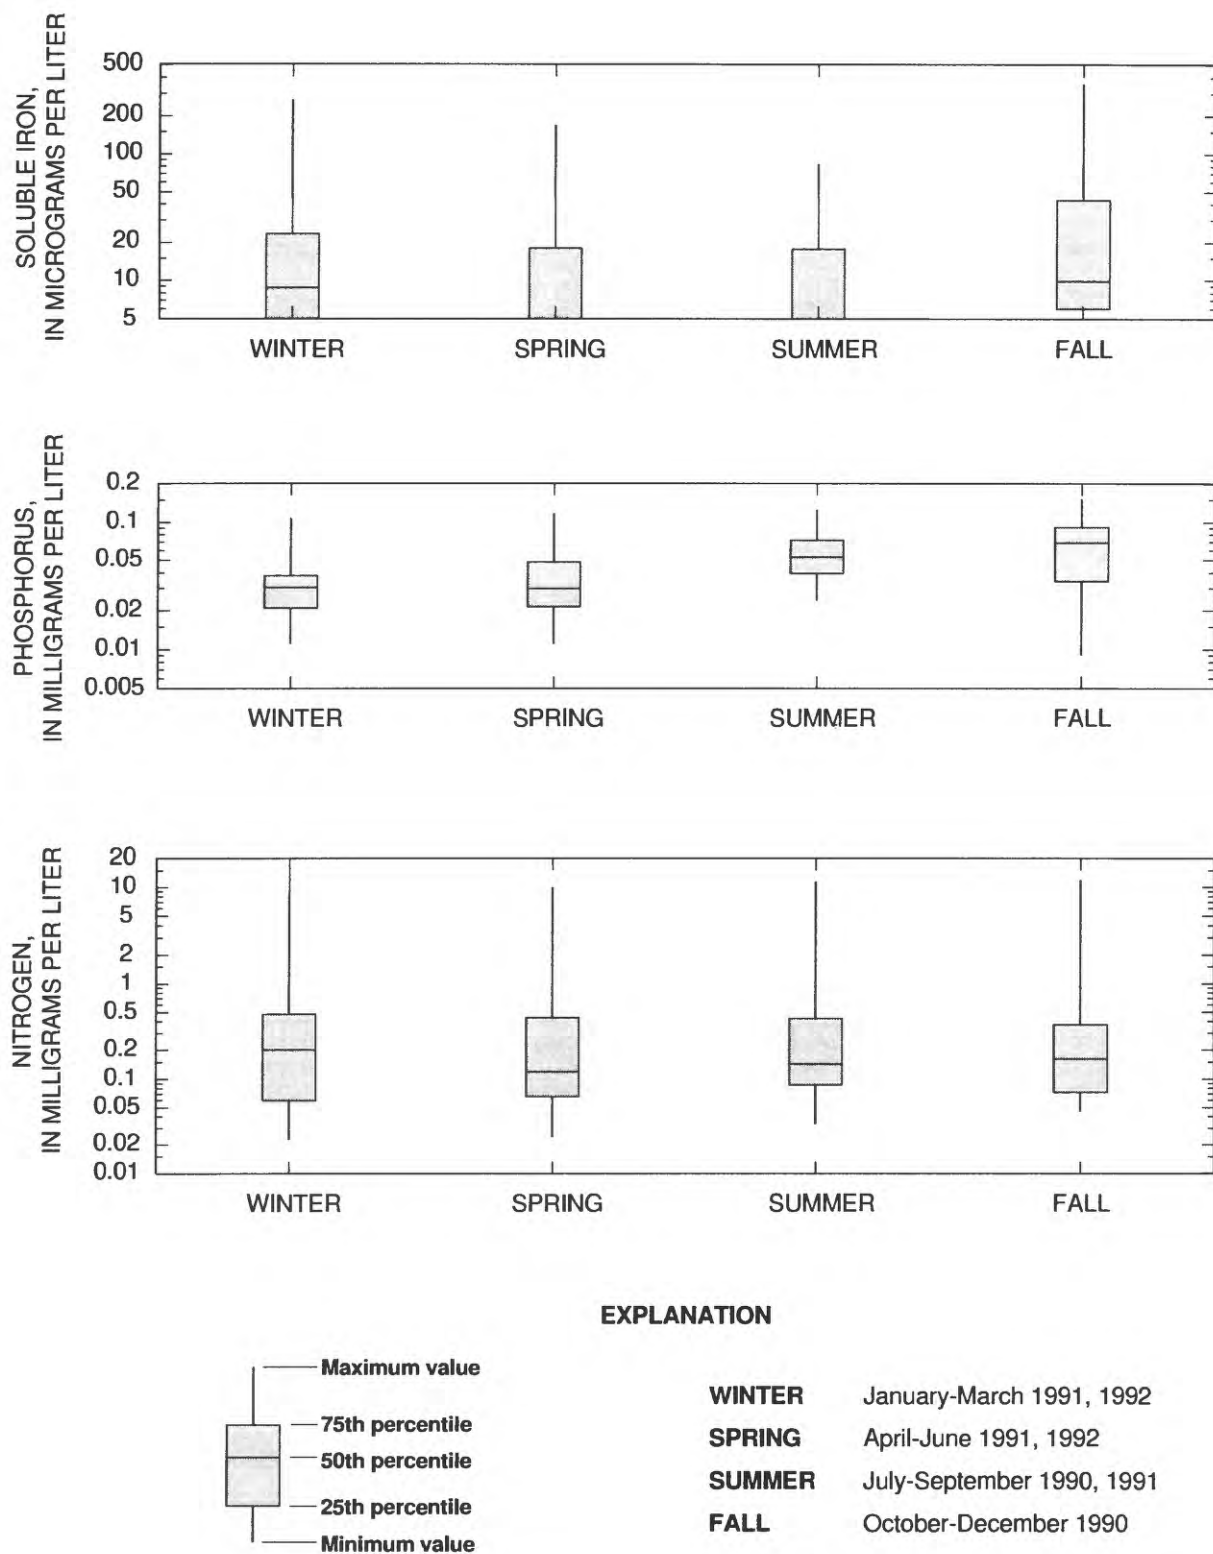 SOLUBLE IRON,
IN MICROGRAMS PER LITER
500
200
100
50
20
10
5
WINTER SPRING SUMMER FALL
PHOSPHORUS,
IN MILLIGRAMS PER LITER
0.2
0.1
0.05
0.02
0.01
0.005
WINTER SPRING SUMMER FALL
NITROGEN,
IN MILLIGRAMS PER LITER
20
10
5
2
1
0.5
0.2
0.1
0.05
0.02
0.01
WINTER SPRING SUMMER FALL
EXPLANATION
Maximum value
75th percentile
50th percentile
25th percentile
Minimum value
WINTER January-March 1991, 1992
SPRING April-June 1991, 1992
SUMMER July-September 1990, 1991
FALL October-December 1990